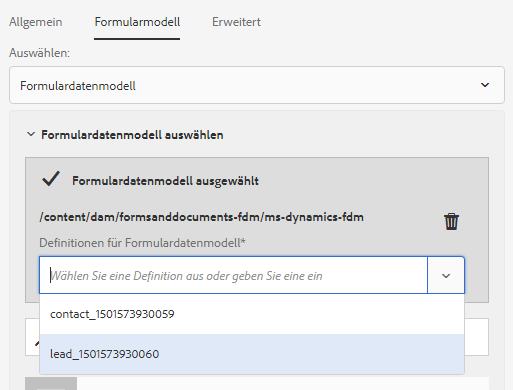 Allgemein Formularmodell Erweitert
Auswählen:
Formulardatenmodell
Formulardatenmodell auswählen
Formulardatenmodell ausgewählt
/content/dam/formsanddocuments-fdm/ms-dynamics-fdm
Definitionen für Formulardatenmodell*
Wählen Sie eine Definition aus oder geben Sie eine ein
contact_1501573930059
lead_1501573930060